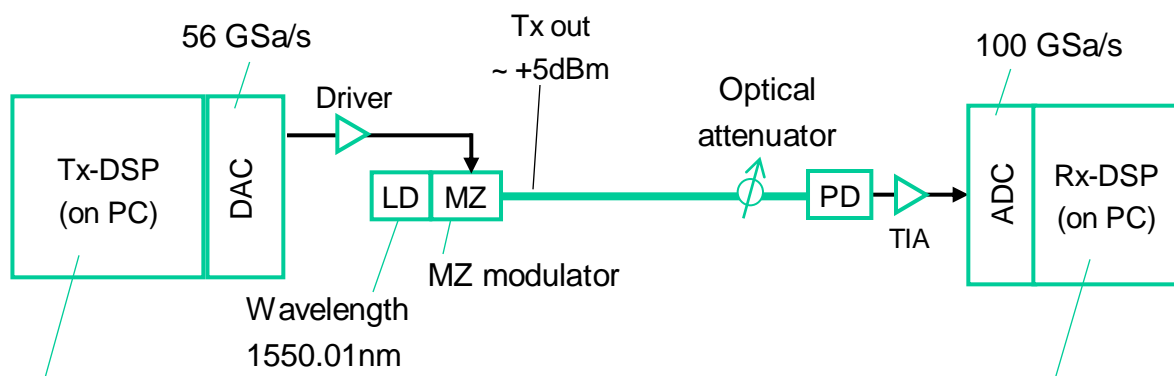 56 GSa/s
Tx out
~ +5dBm
100 GSa/s
Driver
Optical
attenuator
Tx-DSP
(on PC)
DAC
LD
MZ
PD
TIA
ADC
Rx-DSP
(on PC)
MZ modulator
Wavelength
1550.01nm